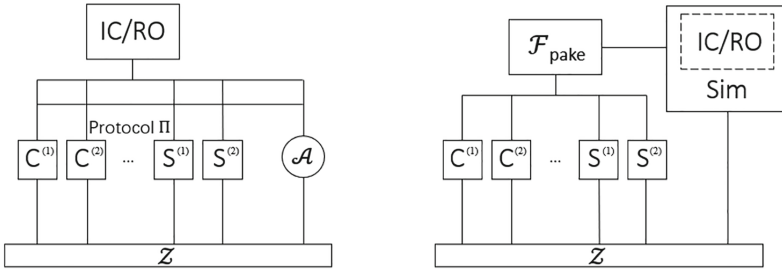 IC/RO
Protocol Π
C(1) C(2) ... S(1) S(2) 𝒜
𝒵
ℱpake
IC/RO
Sim
C(1) C(2) ... S(1) S(2)
𝒵